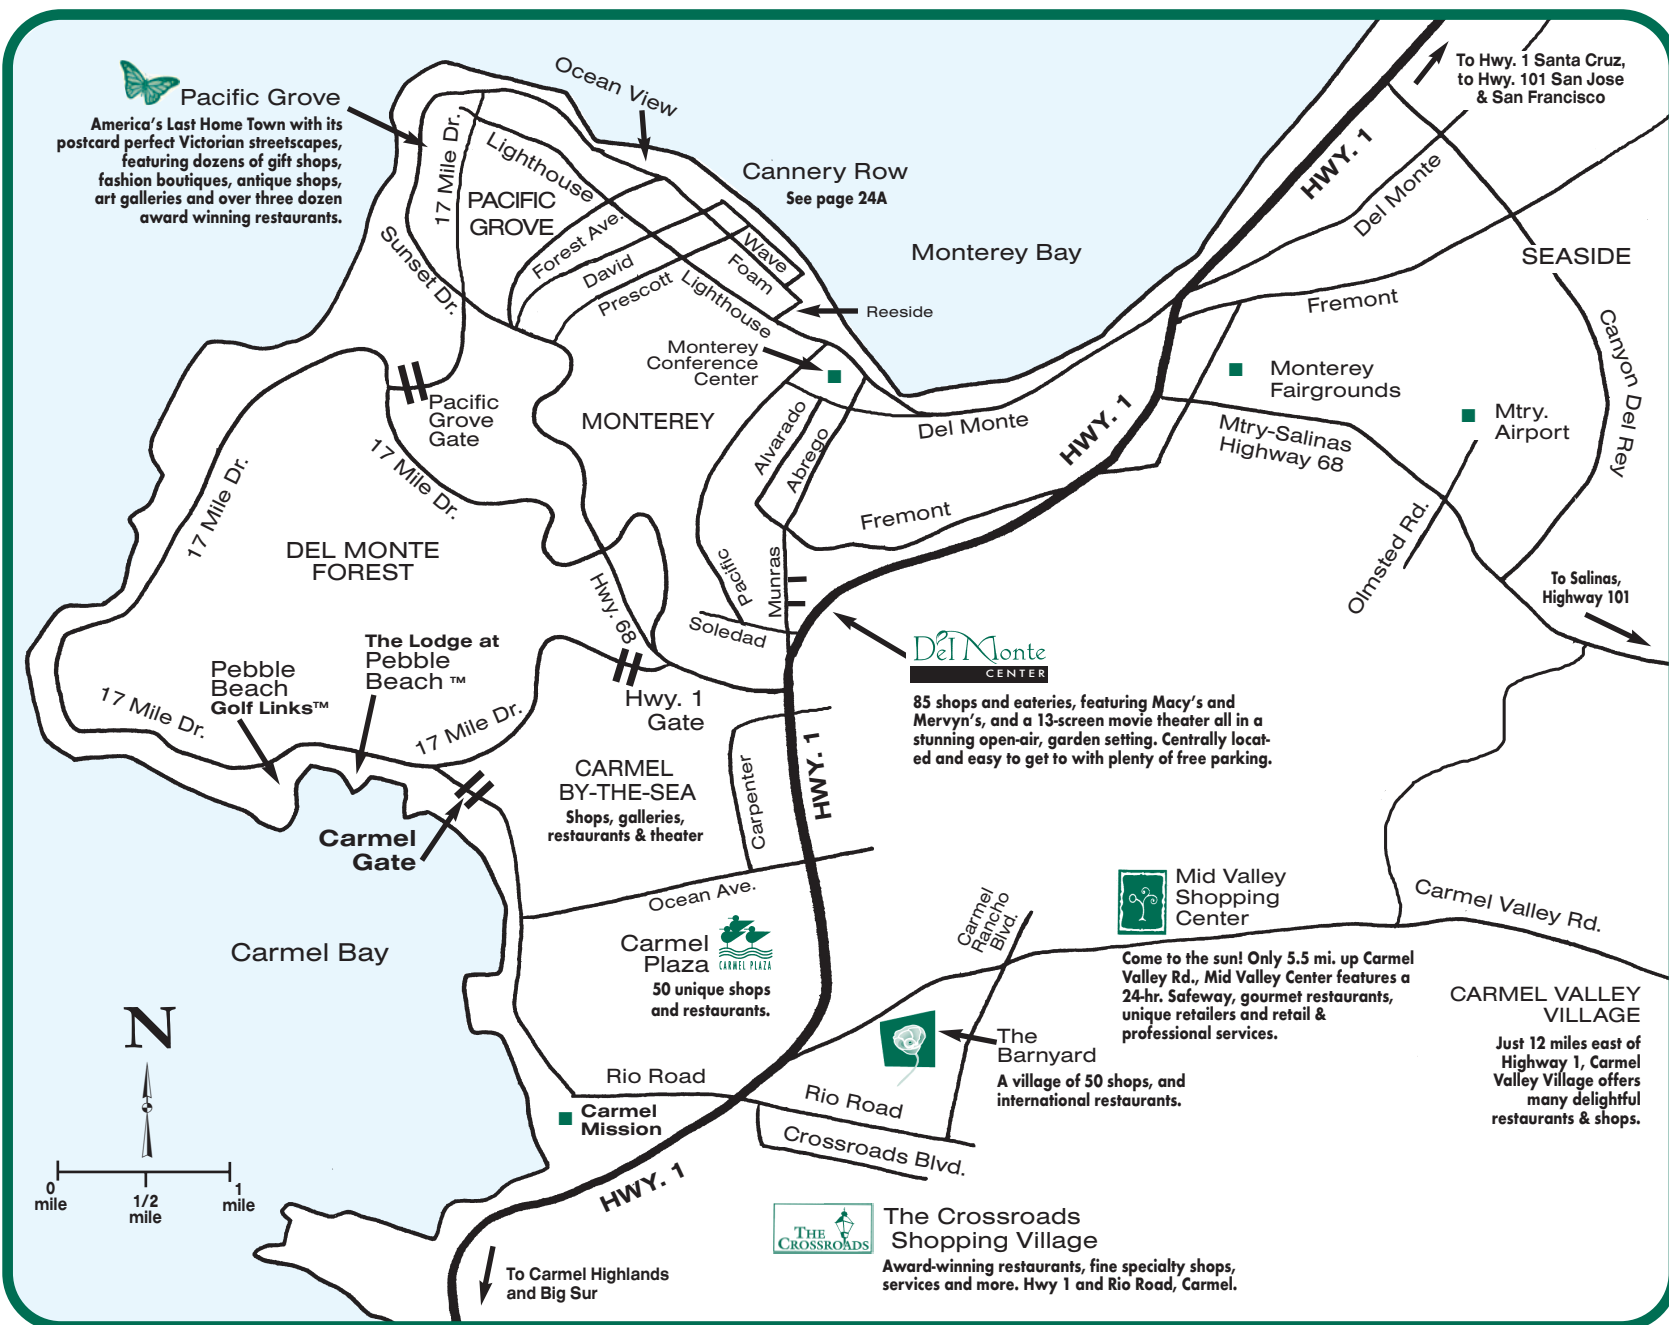 Pacific Grove
America's Last Home Town with its
postcard perfect Victorian streetscapes,
featuring dozens of gift shops,
fashion boutiques, antique shops,
art galleries and over three dozen
award winning restaurants.
Ocean View
Cannery Row
See page 24A
Monterey Bay
To Hwy. 1 Santa Cruz,
to Hwy. 101 San Jose
& San Francisco
HWY. 1
Del Monte
SEASIDE
Fremont
Canyon Del Rey
17 Mile Dr.
Lighthouse
PACIFIC
GROVE
Sunset Dr.
Forest Ave.
David
Prescott
Wave
Foam
Lighthouse
Reeside
Monterey
Conference
Center
Monterey
Fairgrounds
Mtry.
Airport
Mtry-Salinas
Highway 68
Olmsted Rd.
To Salinas,
Highway 101
Pacific
Grove
Gate
MONTEREY
Alvarado
Abrego
Del Monte
HWY. 1
Fremont
17 Mile Dr.
17 Mile Dr.
DEL MONTE
FOREST
Hwy. 68
Pacific
Munras
Soledad
Del Monte
CENTER
85 shops and eateries, featuring Macy's and
Mervyn's, and a 13-screen movie theater all in a
stunning open-air, garden setting. Centrally locat-
ed and easy to get to with plenty of free parking.
The Lodge at
Pebble
Beach ™
Pebble
Beach
Golf Links™
17 Mile Dr.
17 Mile Dr.
Hwy. 1
Gate
CARMEL
BY-THE-SEA
Shops, galleries,
restaurants & theater
Carpenter
HWY. 1
Carmel
Gate
Ocean Ave.
Carmel
Plaza
CARMEL PLAZA
50 unique shops
and restaurants.
Carmel Bay
Carmel
Rancho
Blvd.
Mid Valley
Shopping
Center
Come to the sun! Only 5.5 mi. up Carmel
Valley Rd., Mid Valley Center features a
24-hr. Safeway, gourmet restaurants,
unique retailers and retail &
professional services.
Carmel Valley Rd.
CARMEL VALLEY
VILLAGE
Just 12 miles east of
Highway 1, Carmel
Valley Village offers
many delightful
restaurants & shops.
The
Barnyard
A village of 50 shops, and
international restaurants.
Rio Road
Rio Road
Crossroads Blvd.
Carmel
Mission
HWY. 1
N
0
mile
1/2
mile
1
mile
THE
CROSSROADS
The Crossroads
Shopping Village
Award-winning restaurants, fine specialty shops,
services and more. Hwy 1 and Rio Road, Carmel.
To Carmel Highlands
and Big Sur